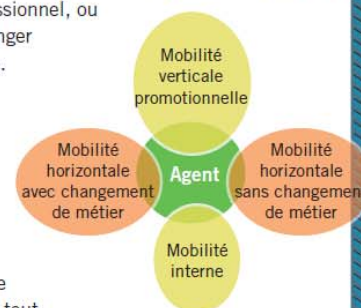 ssionnel, ou
nger
.
Mobilité
verticale
promotionnelle
Mobilité
horizontale
avec changement
de métier
Agent
Mobilité
horizontale
sans changement
de métier
Mobilité
interne
e
tout